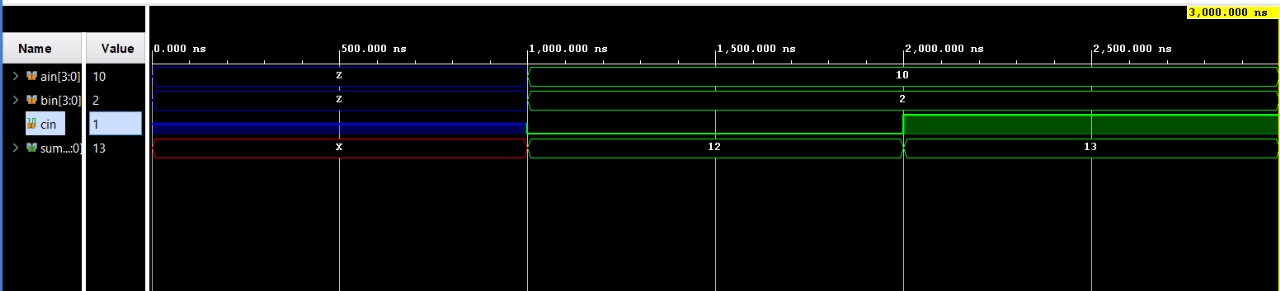 3,000.000 ns
Name Value 0.000 ns 500.000 ns 1,000.000 ns 1,500.000 ns 2,000.000 ns 2,500.000 ns
ain[3:0] 10 Z 10
bin[3:0] 2 Z 2
cin 1
sum...:0] 13 X 12 13